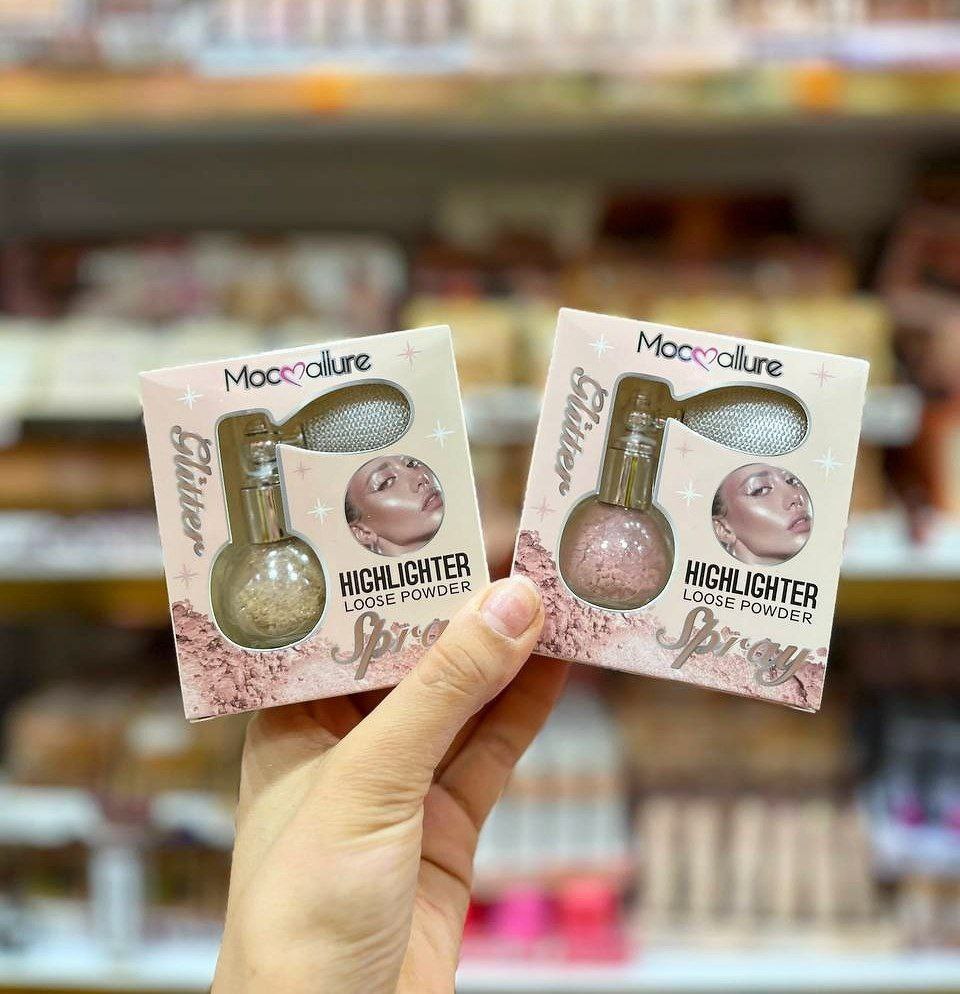 Mocallure
Glitter
HIGHLIGHTER
LOOSE POWDER
Spray
Mocallure
Glitter
HIGHLIGHTER
LOOSE POWDER
Spray